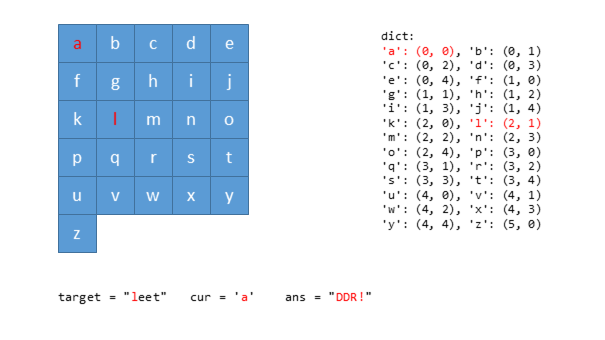 a b c d e
f g h i j
k l m n o
p q r s t
u v w x y
z
dict:
'a': (0, 0), 'b': (0, 1)
'c': (0, 2), 'd': (0, 3)
'e': (0, 4), 'f': (1, 0)
'g': (1, 1), 'h': (1, 2)
'i': (1, 3), 'j': (1, 4)
'k': (2, 0), 'l': (2, 1)
'm': (2, 2), 'n': (2, 3)
'o': (2, 4), 'p': (3, 0)
'q': (3, 1), 'r': (3, 2)
's': (3, 3), 't': (3, 4)
'u': (4, 0), 'v': (4, 1)
'w': (4, 2), 'x': (4, 3)
'y': (4, 4), 'z': (5, 0)
target = "leet" cur = 'a' ans = "DDR!"